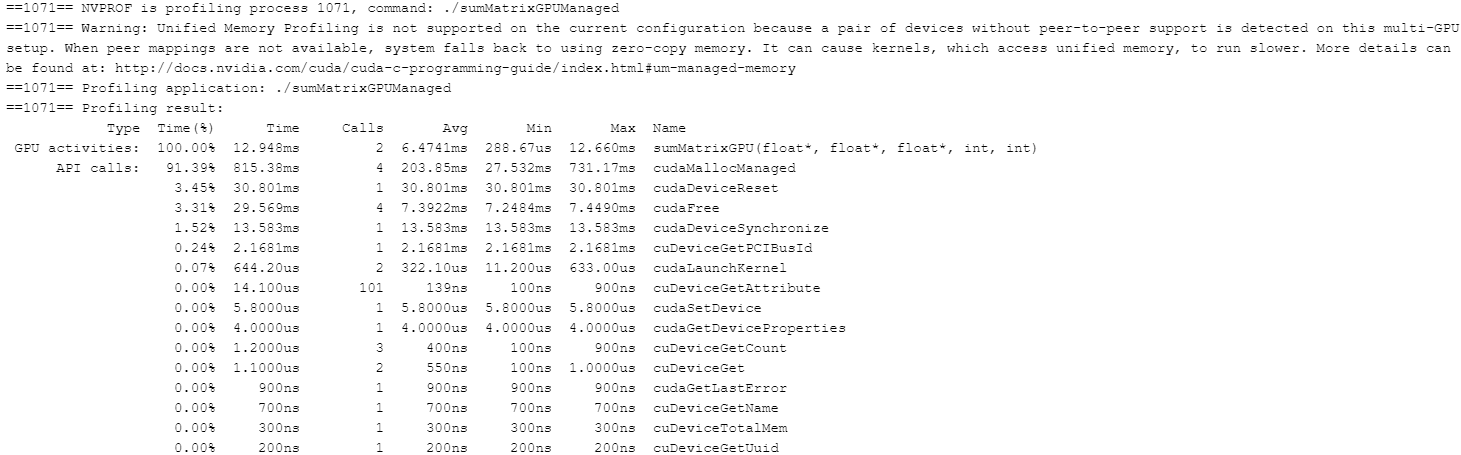 ==1071== NVPROF is profiling process 1071, command: ./sumMatrixGPUManaged
==1071== Warning: Unified Memory Profiling is not supported on the current configuration because a pair of devices without peer-to-peer support is detected on this multi-GPU
setup. When peer mappings are not available, system falls back to using zero-copy memory. It can cause kernels, which access unified memory, to run slower. More details can
be found at: http://docs.nvidia.com/cuda/cuda-c-programming-guide/index.html#um-managed-memory
==1071== Profiling application: ./sumMatrixGPUManaged
==1071== Profiling result:
Type Time(%) Time Calls Avg Min Max Name
GPU activities: 100.00% 12.948ms 2 6.4741ms 288.67us 12.660ms sumMatrixGPU(float*, float*, float*, int, int)
API calls: 91.39% 815.38ms 4 203.85ms 27.532ms 731.17ms cudaMallocManaged
3.45% 30.801ms 1 30.801ms 30.801ms 30.801ms cudaDeviceReset
3.31% 29.569ms 4 7.3922ms 7.2484ms 7.4490ms cudaFree
1.52% 13.583ms 1 13.583ms 13.583ms 13.583ms cudaDeviceSynchronize
0.24% 2.1681ms 1 2.1681ms 2.1681ms 2.1681ms cuDeviceGetPCIBusId
0.07% 644.20us 2 322.10us 11.200us 633.00us cudaLaunchKernel
0.00% 14.100us 101 139ns 100ns 900ns cuDeviceGetAttribute
0.00% 5.8000us 1 5.8000us 5.8000us 5.8000us cudaSetDevice
0.00% 4.0000us 1 4.0000us 4.0000us 4.0000us cudaGetDeviceProperties
0.00% 1.2000us 3 400ns 100ns 900ns cuDeviceGetCount
0.00% 1.1000us 2 550ns 100ns 1.0000us cuDeviceGet
0.00% 900ns 1 900ns 900ns 900ns cudaGetLastError
0.00% 700ns 1 700ns 700ns 700ns cuDeviceGetName
0.00% 300ns 1 300ns 300ns 300ns cuDeviceTotalMem
0.00% 200ns 1 200ns 200ns 200ns cuDeviceGetUuid